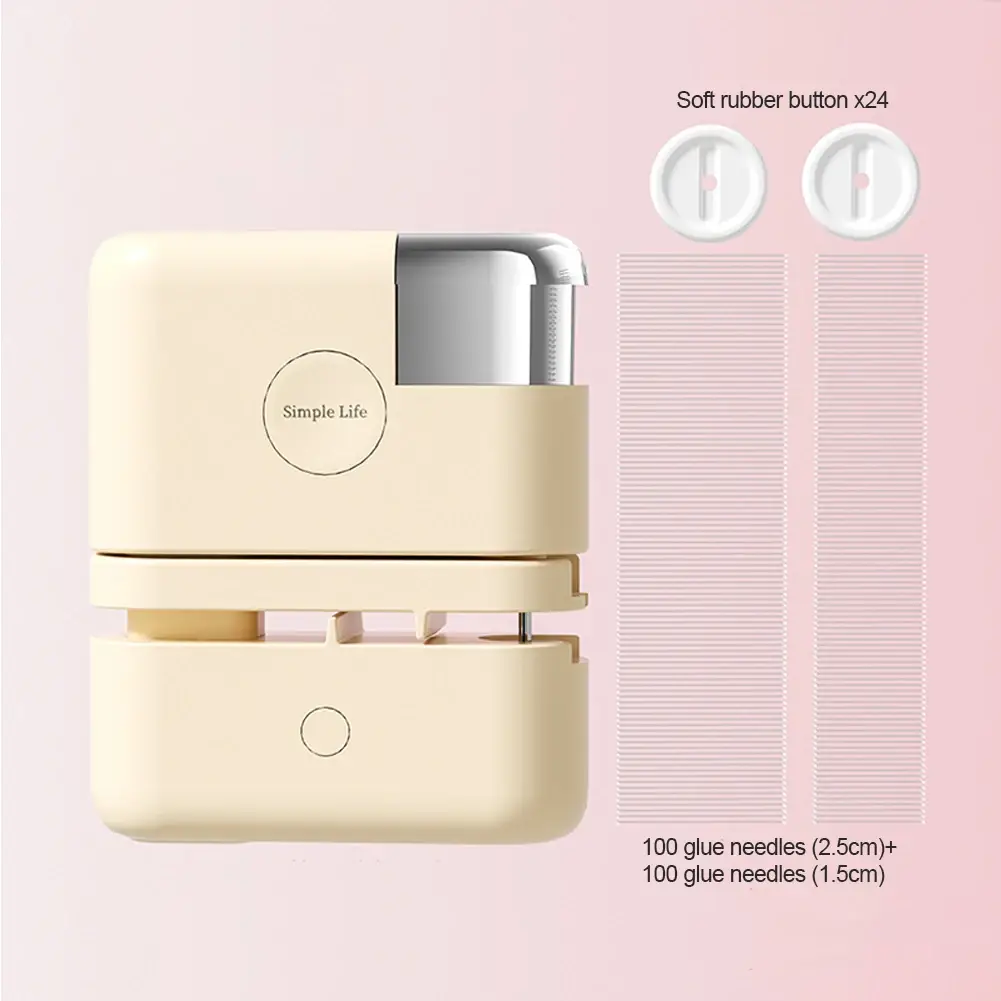 Soft rubber button x24
Simple Life
100 glue needles (2.5cm)+
100 glue needles (1.5cm)